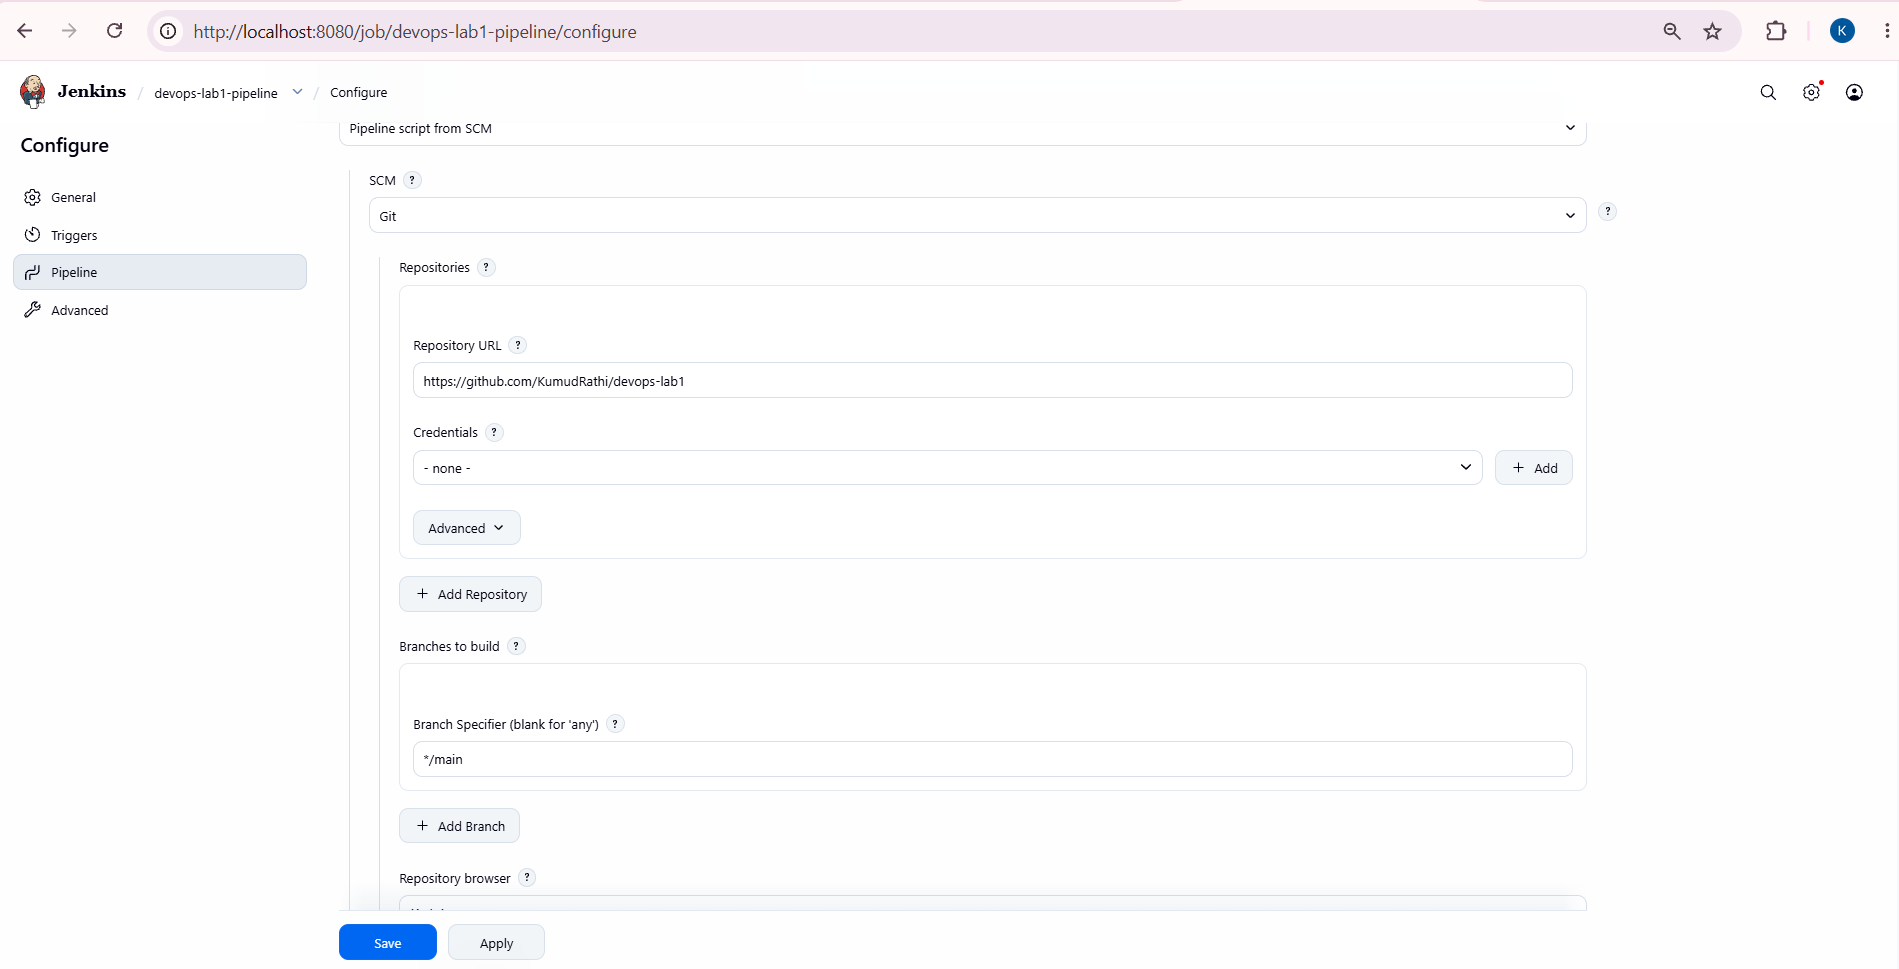 http://localhost:8080/job/devops-lab1-pipeline/configure
K
Jenkins / devops-lab1-pipeline / Configure
Configure
General
Triggers
Pipeline
Advanced
Pipeline script from SCM
SCM ?
Git
?
Repositories ?
Repository URL ?
https://github.com/KumudRathi/devops-lab1
Credentials ?
- none -
+ Add
Advanced
+ Add Repository
Branches to build ?
Branch Specifier (blank for 'any') ?
*/main
+ Add Branch
Repository browser ?
Save
Apply